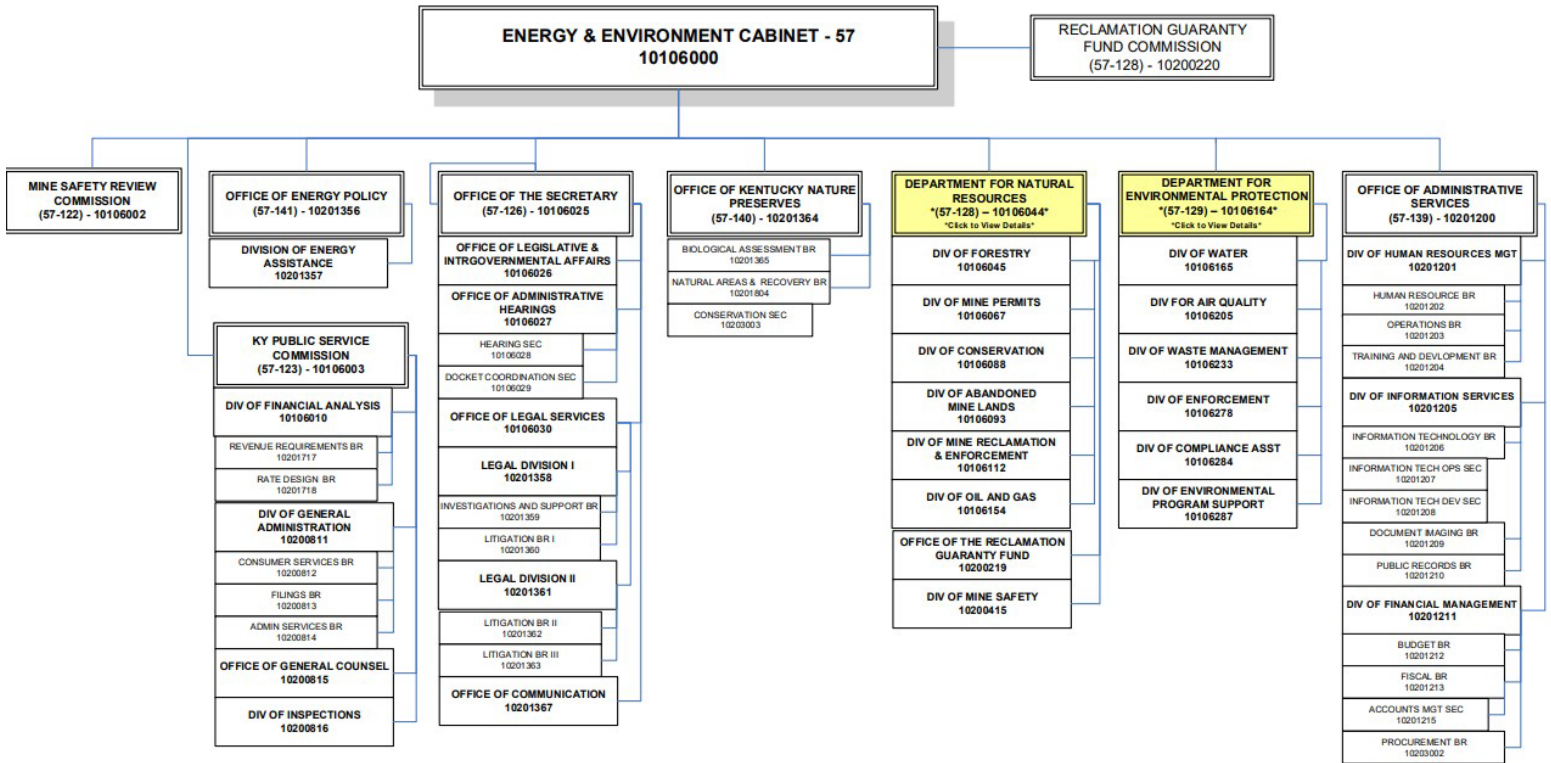 ENERGY & ENVIRONMENT CABINET - 57
10106000
RECLAMATION GUARANTY
FUND COMMISSION
(57-128) - 10200220
MINE SAFETY REVIEW
COMMISSION
(57-122) - 10106002
OFFICE OF ENERGY POLICY
(57-141) - 10201356
DIVISION OF ENERGY
ASSISTANCE
10201357
KY PUBLIC SERVICE
COMMISSION
(57-123) - 10106003
DIV OF FINANCIAL ANALYSIS
10106010
REVENUE REQUIREMENTS BR
10201717
RATE DESIGN BR
10201718
DIV OF GENERAL
ADMINISTRATION
10200811
CONSUMER SERVICES BR
10200812
FILINGS BR
10200813
ADMIN SERVICES BR
10200814
OFFICE OF GENERAL COUNSEL
10200815
DIV OF INSPECTIONS
10200816
OFFICE OF THE SECRETARY
(57-126) - 10106025
OFFICE OF LEGISLATIVE &
INTRGOVERNMENTAL AFFAIRS
10106026
OFFICE OF ADMINISTRATIVE
HEARINGS
10106027
HEARING SEC
10106028
DOCKET COORDINATION SEC
10106029
OFFICE OF LEGAL SERVICES
10106030
LEGAL DIVISION I
10201358
INVESTIGATIONS AND SUPPORT BR
10201359
LITIGATION BR I
10201360
LEGAL DIVISION II
10201361
LITIGATION BR II
10201362
LITIGATION BR III
10201363
OFFICE OF COMMUNICATION
10201367
OFFICE OF KENTUCKY NATURE
PRESERVES
(57-140) - 10201364
BIOLOGICAL ASSESSMENT BR
10201365
NATURAL AREAS & RECOVERY BR
10201804
CONSERVATION SEC
10203003
DEPARTMENT FOR NATURAL
RESOURCES
*(57-128) – 10106044*
*Click to View Details*
DIV OF FORESTRY
10106045
DIV OF MINE PERMITS
10106067
DIV OF CONSERVATION
10106088
DIV OF ABANDONED
MINE LANDS
10106093
DIV OF MINE RECLAMATION
& ENFORCEMENT
10106112
DIV OF OIL AND GAS
10106154
OFFICE OF THE RECLAMATION
GUARANTY FUND
10200219
DIV OF MINE SAFETY
10200415
DEPARTMENT FOR
ENVIRONMENTAL PROTECTION
*(57-129) – 10106164*
*Click to View Details*
DIV OF WATER
10106165
DIV FOR AIR QUALITY
10106205
DIV OF WASTE MANAGEMENT
10106233
DIV OF ENFORCEMENT
10106278
DIV OF COMPLIANCE ASST
10106284
DIV OF ENVIRONMENTAL
PROGRAM SUPPORT
10106287
OFFICE OF ADMINISTRATIVE
SERVICES
(57-139) - 10201200
DIV OF HUMAN RESOURCES MGT
10201201
HUMAN RESOURCE BR
10201202
OPERATIONS BR
10201203
TRAINING AND DEVLOPMENT BR
10201204
DIV OF INFORMATION SERVICES
10201205
INFORMATION TECHNOLOGY BR
10201206
INFORMATION TECH OPS SEC
10201207
INFORMATION TECH DEV SEC
10201208
DOCUMENT IMAGING BR
10201209
PUBLIC RECORDS BR
10201210
DIV OF FINANCIAL MANAGEMENT
10201211
BUDGET BR
10201212
FISCAL BR
10201213
ACCOUNTS MGT SEC
10201215
PROCUREMENT BR
10203002